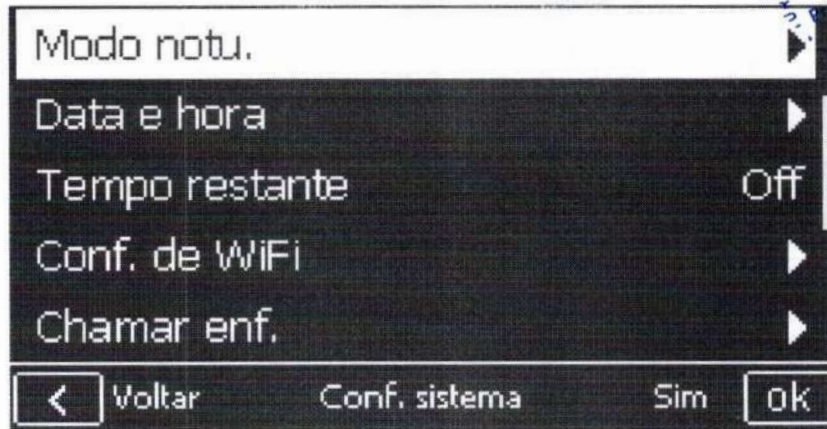 Modo notu.
Data e hora
Tempo restante Off
Conf. de WiFi
Chamar enf.
< Voltar Conf. sistema Sim ok